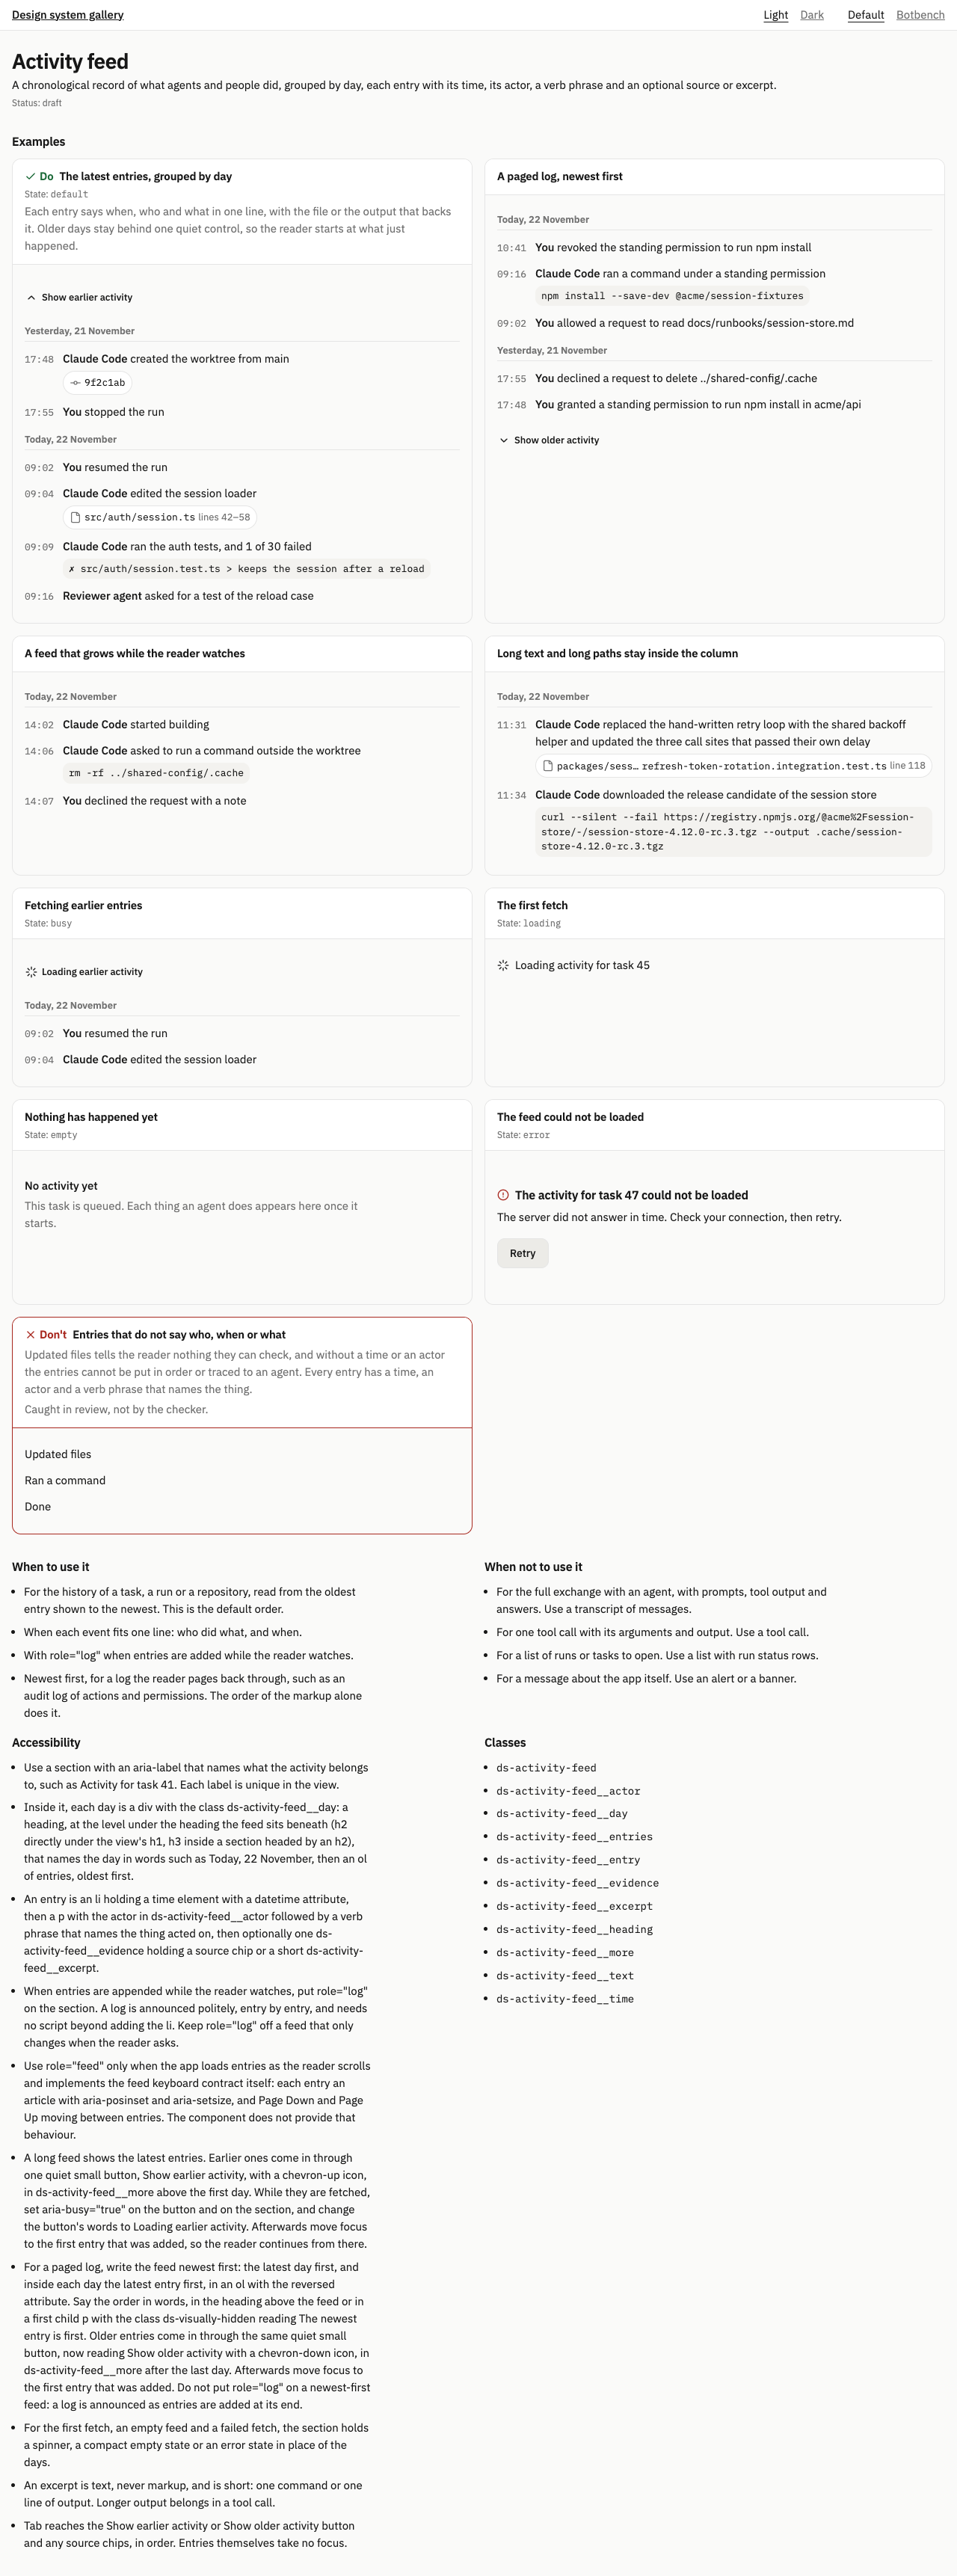 Design system gallery
Light Dark Default Botbench
Activity feed
A chronological record of what agents and people did, grouped by day, each entry with its time, its actor, a verb phrase and an optional source or excerpt.
Status: draft
Examples
Do The latest entries, grouped by day
State: default
Each entry says when, who and what in one line, with the file or the output that backs
it. Older days stay behind one quiet control, so the reader starts at what just
happened.
Show earlier activity
Yesterday, 21 November
17:48 Claude Code created the worktree from main
9f2c1ab
17:55 You stopped the run
Today, 22 November
09:02 You resumed the run
09:04 Claude Code edited the session loader
src/auth/session.ts lines 42–58
09:09 Claude Code ran the auth tests, and 1 of 30 failed
✗ src/auth/session.test.ts > keeps the session after a reload
09:16 Reviewer agent asked for a test of the reload case
A paged log, newest first
Today, 22 November
10:41 You revoked the standing permission to run npm install
09:16 Claude Code ran a command under a standing permission
npm install --save-dev @acme/session-fixtures
09:02 You allowed a request to read docs/runbooks/session-store.md
Yesterday, 21 November
17:55 You declined a request to delete ../shared-config/.cache
17:48 You granted a standing permission to run npm install in acme/api
Show older activity
A feed that grows while the reader watches
Today, 22 November
14:02 Claude Code started building
14:06 Claude Code asked to run a command outside the worktree
rm -rf ../shared-config/.cache
14:07 You declined the request with a note
Long text and long paths stay inside the column
Today, 22 November
11:31 Claude Code replaced the hand-written retry loop with the shared backoff
helper and updated the three call sites that passed their own delay
packages/sess… refresh-token-rotation.integration.test.ts line 118
11:34 Claude Code downloaded the release candidate of the session store
curl --silent --fail https://registry.npmjs.org/@acme%2Fsession-
store/-/session-store-4.12.0-rc.3.tgz --output .cache/session-
store-4.12.0-rc.3.tgz
Fetching earlier entries
State: busy
Loading earlier activity
Today, 22 November
09:02 You resumed the run
09:04 Claude Code edited the session loader
The first fetch
State: loading
Loading activity for task 45
Nothing has happened yet
State: empty
No activity yet
This task is queued. Each thing an agent does appears here once it
starts.
The feed could not be loaded
State: error
The activity for task 47 could not be loaded
The server did not answer in time. Check your connection, then retry.
Retry
Don't Entries that do not say who, when or what
Updated files tells the reader nothing they can check, and without a time or an actor
the entries cannot be put in order or traced to an agent. Every entry has a time, an
actor and a verb phrase that names the thing.
Caught in review, not by the checker.
Updated files
Ran a command
Done
When to use it
• For the history of a task, a run or a repository, read from the oldest
entry shown to the newest. This is the default order.
• When each event fits one line: who did what, and when.
• With role="log" when entries are added while the reader watches.
• Newest first, for a log the reader pages back through, such as an
audit log of actions and permissions. The order of the markup alone
does it.
When not to use it
• For the full exchange with an agent, with prompts, tool output and
answers. Use a transcript of messages.
• For one tool call with its arguments and output. Use a tool call.
• For a list of runs or tasks to open. Use a list with run status rows.
• For a message about the app itself. Use an alert or a banner.
Accessibility
• Use a section with an aria-label that names what the activity belongs
to, such as Activity for task 41. Each label is unique in the view.
• Inside it, each day is a div with the class ds-activity-feed__day: a
heading, at the level under the heading the feed sits beneath (h2
directly under the view's h1, h3 inside a section headed by an h2),
that names the day in words such as Today, 22 November, then an ol
of entries, oldest first.
• An entry is an li holding a time element with a datetime attribute,
then a p with the actor in ds-activity-feed__actor followed by a verb
phrase that names the thing acted on, then optionally one ds-
activity-feed__evidence holding a source chip or a short ds-activity-
feed__excerpt.
• When entries are appended while the reader watches, put role="log"
on the section. A log is announced politely, entry by entry, and needs
no script beyond adding the li. Keep role="log" off a feed that only
changes when the reader asks.
• Use role="feed" only when the app loads entries as the reader scrolls
and implements the feed keyboard contract itself: each entry an
article with aria-posinset and aria-setsize, and Page Down and Page
Up moving between entries. The component does not provide that
behaviour.
• A long feed shows the latest entries. Earlier ones come in through
one quiet small button, Show earlier activity, with a chevron-up icon,
in ds-activity-feed__more above the first day. While they are fetched,
set aria-busy="true" on the button and on the section, and change
the button's words to Loading earlier activity. Afterwards move focus
to the first entry that was added, so the reader continues from there.
• For a paged log, write the feed newest first: the latest day first, and
inside each day the latest entry first, in an ol with the reversed
attribute. Say the order in words, in the heading above the feed or in
a first child p with the class ds-visually-hidden reading The newest
entry is first. Older entries come in through the same quiet small
button, now reading Show older activity with a chevron-down icon, in
ds-activity-feed__more after the last day. Afterwards move focus to
the first entry that was added. Do not put role="log" on a newest-first
feed: a log is announced as entries are added at its end.
• For the first fetch, an empty feed and a failed fetch, the section holds
a spinner, a compact empty state or an error state in place of the
days.
• An excerpt is text, never markup, and is short: one command or one
line of output. Longer output belongs in a tool call.
• Tab reaches the Show earlier activity or Show older activity button
and any source chips, in order. Entries themselves take no focus.
Classes
• ds-activity-feed
• ds-activity-feed__actor
• ds-activity-feed__day
• ds-activity-feed__entries
• ds-activity-feed__entry
• ds-activity-feed__evidence
• ds-activity-feed__excerpt
• ds-activity-feed__heading
• ds-activity-feed__more
• ds-activity-feed__text
• ds-activity-feed__time